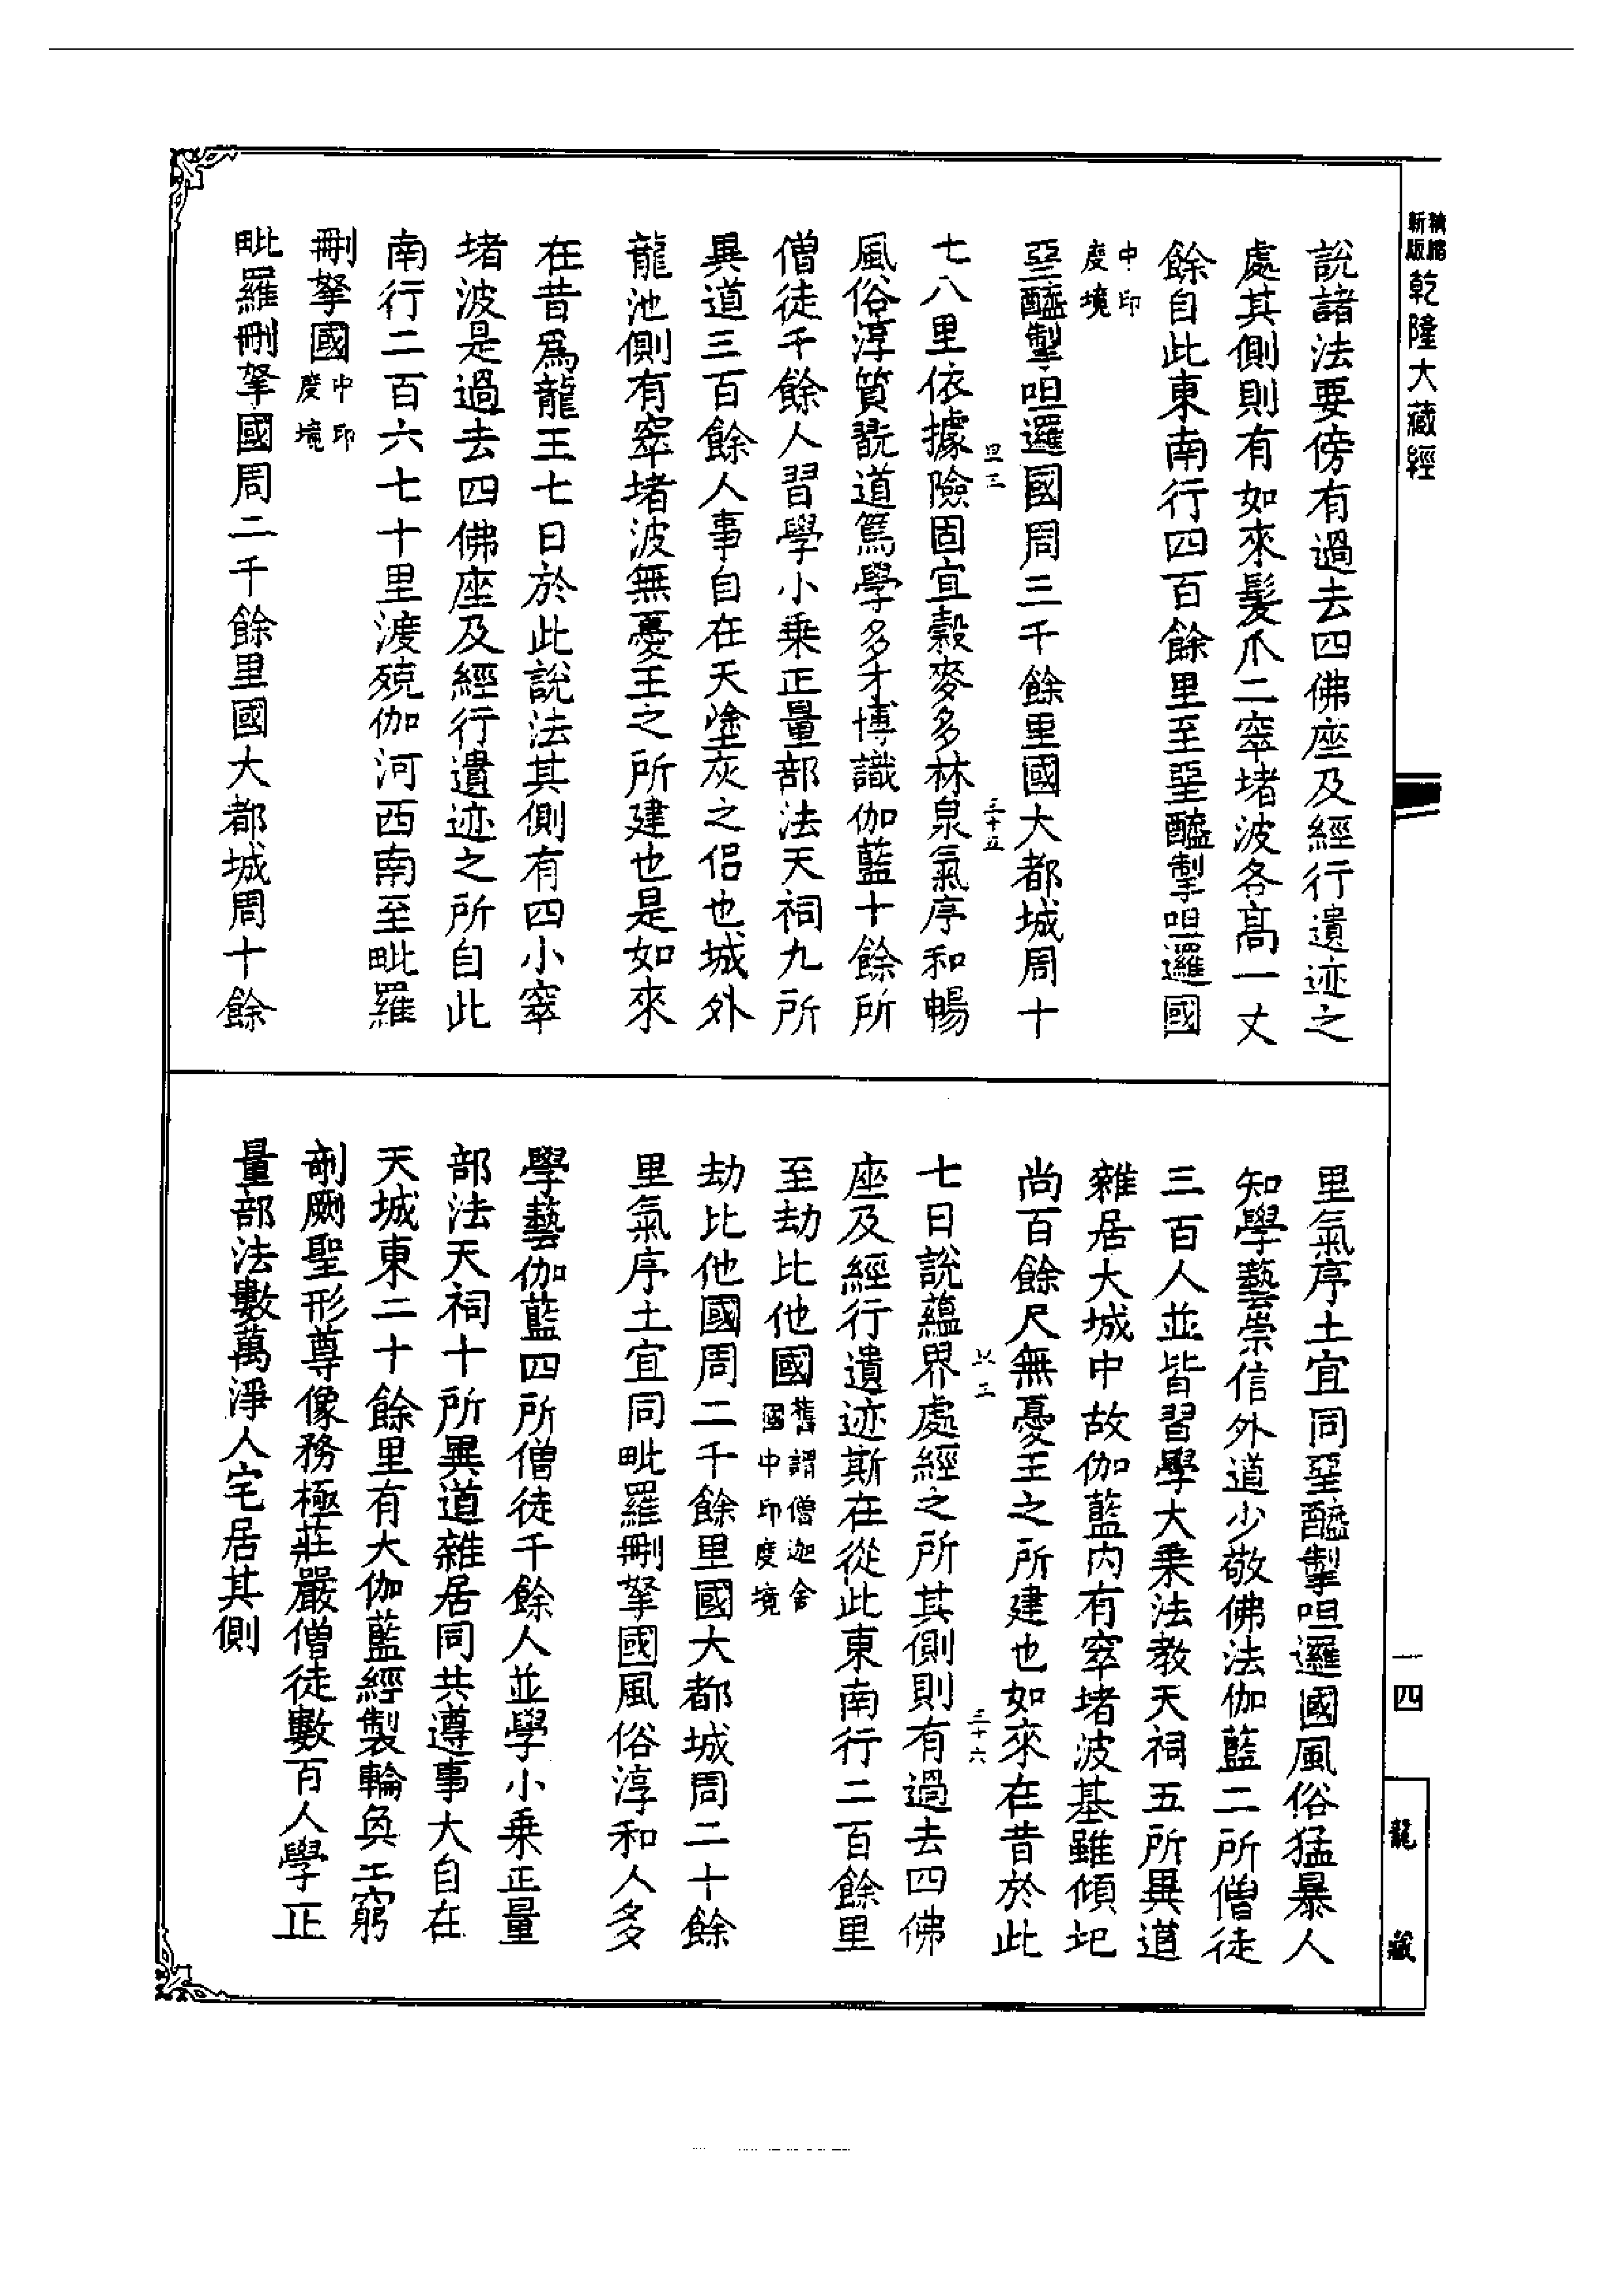 精縮新版
乾隆大藏經
說諸法要傍有過去四佛座及經行遺迹之
處其側則有如來髮爪二窣堵波各高一丈
餘自此東南行四百餘里至堊醯掣呾邏國
中印度境
堊醯掣呾邏國周三千餘里國大都城周十
七八里依據險固宜穀麥多林泉氣序和暢
風俗淳質翫道篤學多才博識伽藍十餘所
僧徒千餘人習學小乘正量部法天祠九所
異道三百餘人事自在天塗灰之侶也城外
龍池側有窣堵波無憂王之所建也是如來
在昔為龍王七日於此說法其側有四小窣
堵波是過去四佛座及經行遺迹之所自此
南行二百六七十里渡殑伽河西南至毗羅
刪拏國中印度境
毗羅刪拏國周二千餘里國大都城周十餘
里氣序土宜同堊醯掣呾邏國風俗猛暴人
知學藝崇信外道少敬佛法伽藍二所僧徒
三百人並皆習學大乘法教天祠五所異道
雜居大城中故伽藍內有窣堵波基雖傾圮
尚百餘尺無憂王之所建也如來在昔於此
三十六
七日說蘊界處經之所其側則有過去四佛
座及經行遺迹斯在從此東南行二百餘里
至劫比他國舊謂僧迦舍國中印度境
劫比他國周二千餘里國大都城周二十餘
里氣序土宜同毗羅刪拏國風俗淳和人多
學藝伽藍四所僧徒千餘人並學小乘正量
部法天祠十所異道雜居同共遵事大自在
天城東二十餘里有大伽藍經製輪奐工窮
剞劂聖形尊像務極莊嚴僧徒數百人學正
量部法數萬淨人宅居其側
一四
龍藏